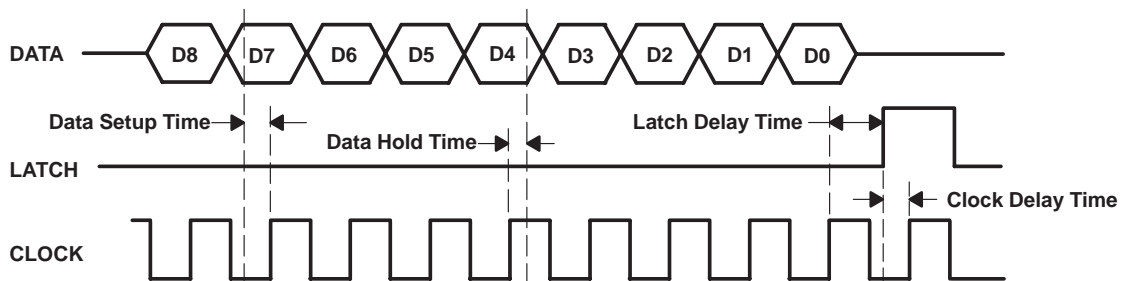 DATA D8 D7 D6 D5 D4 D3 D2 D1 D0
Data Setup Time
Data Hold Time
Latch Delay Time
LATCH
Clock Delay Time
CLOCK